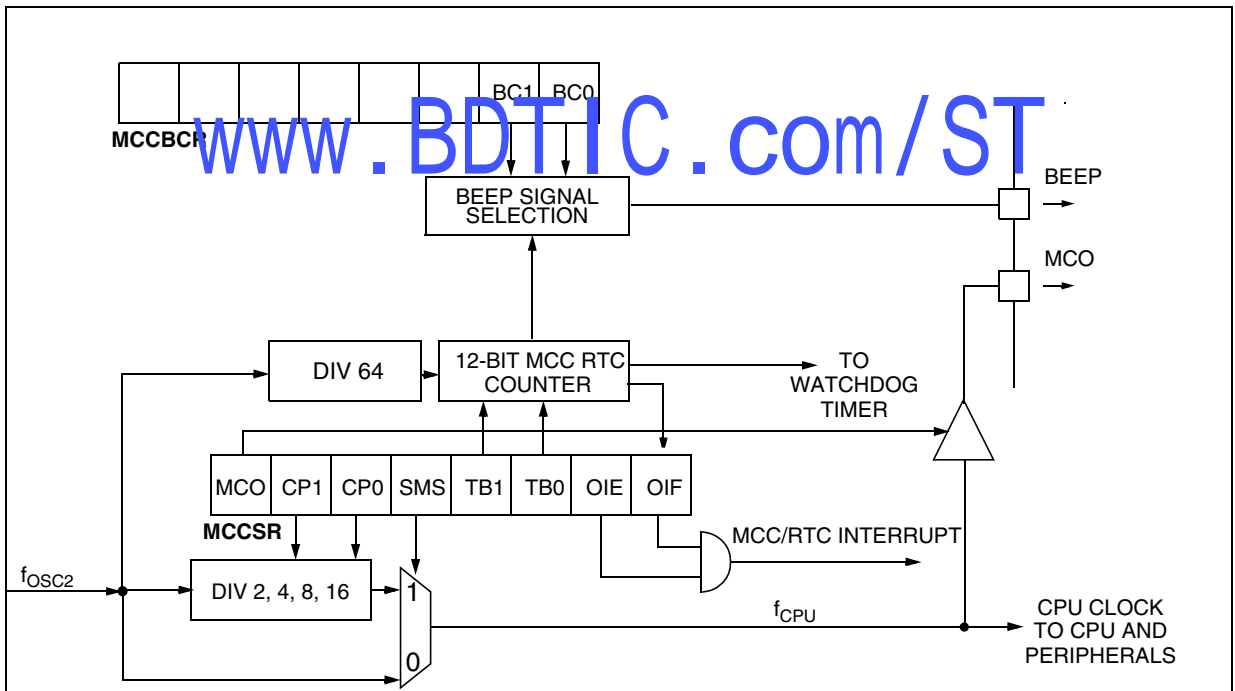 BC1 BC0
MCCBCR
www.BDTIC.com/ST
BEEP SIGNAL
SELECTION
BEEP
MCO
DIV 64
12-BIT MCC RTC
COUNTER
TO
WATCHDOG
TIMER
MCO CP1 CP0 SMS TB1 TB0 OIE OIF
MCCSR
MCC/RTC INTERRUPT
fOSC2
DIV 2, 4, 8, 16
1
0
fCPU
CPU CLOCK
TO CPU AND
PERIPHERALS